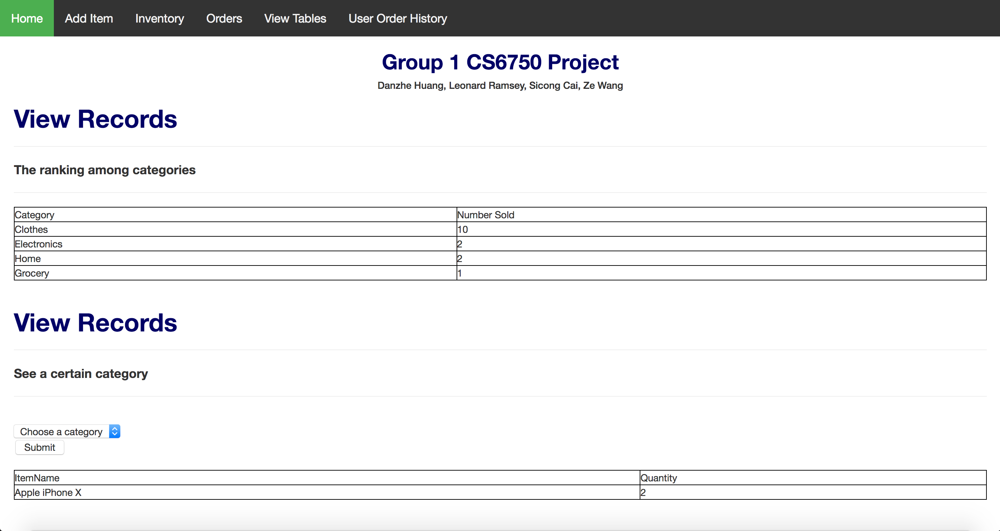 Home Add Item Inventory Orders View Tables User Order History
Group 1 CS6750 Project
Danzhe Huang, Leonard Ramsey, Sicong Cai, Ze Wang
View Records
The ranking among categories
Category Number Sold
Clothes 10
Electronics 2
Home 2
Grocery 1
View Records
See a certain category
Choose a category
Submit
ItemName Quantity
Apple iPhone X 2